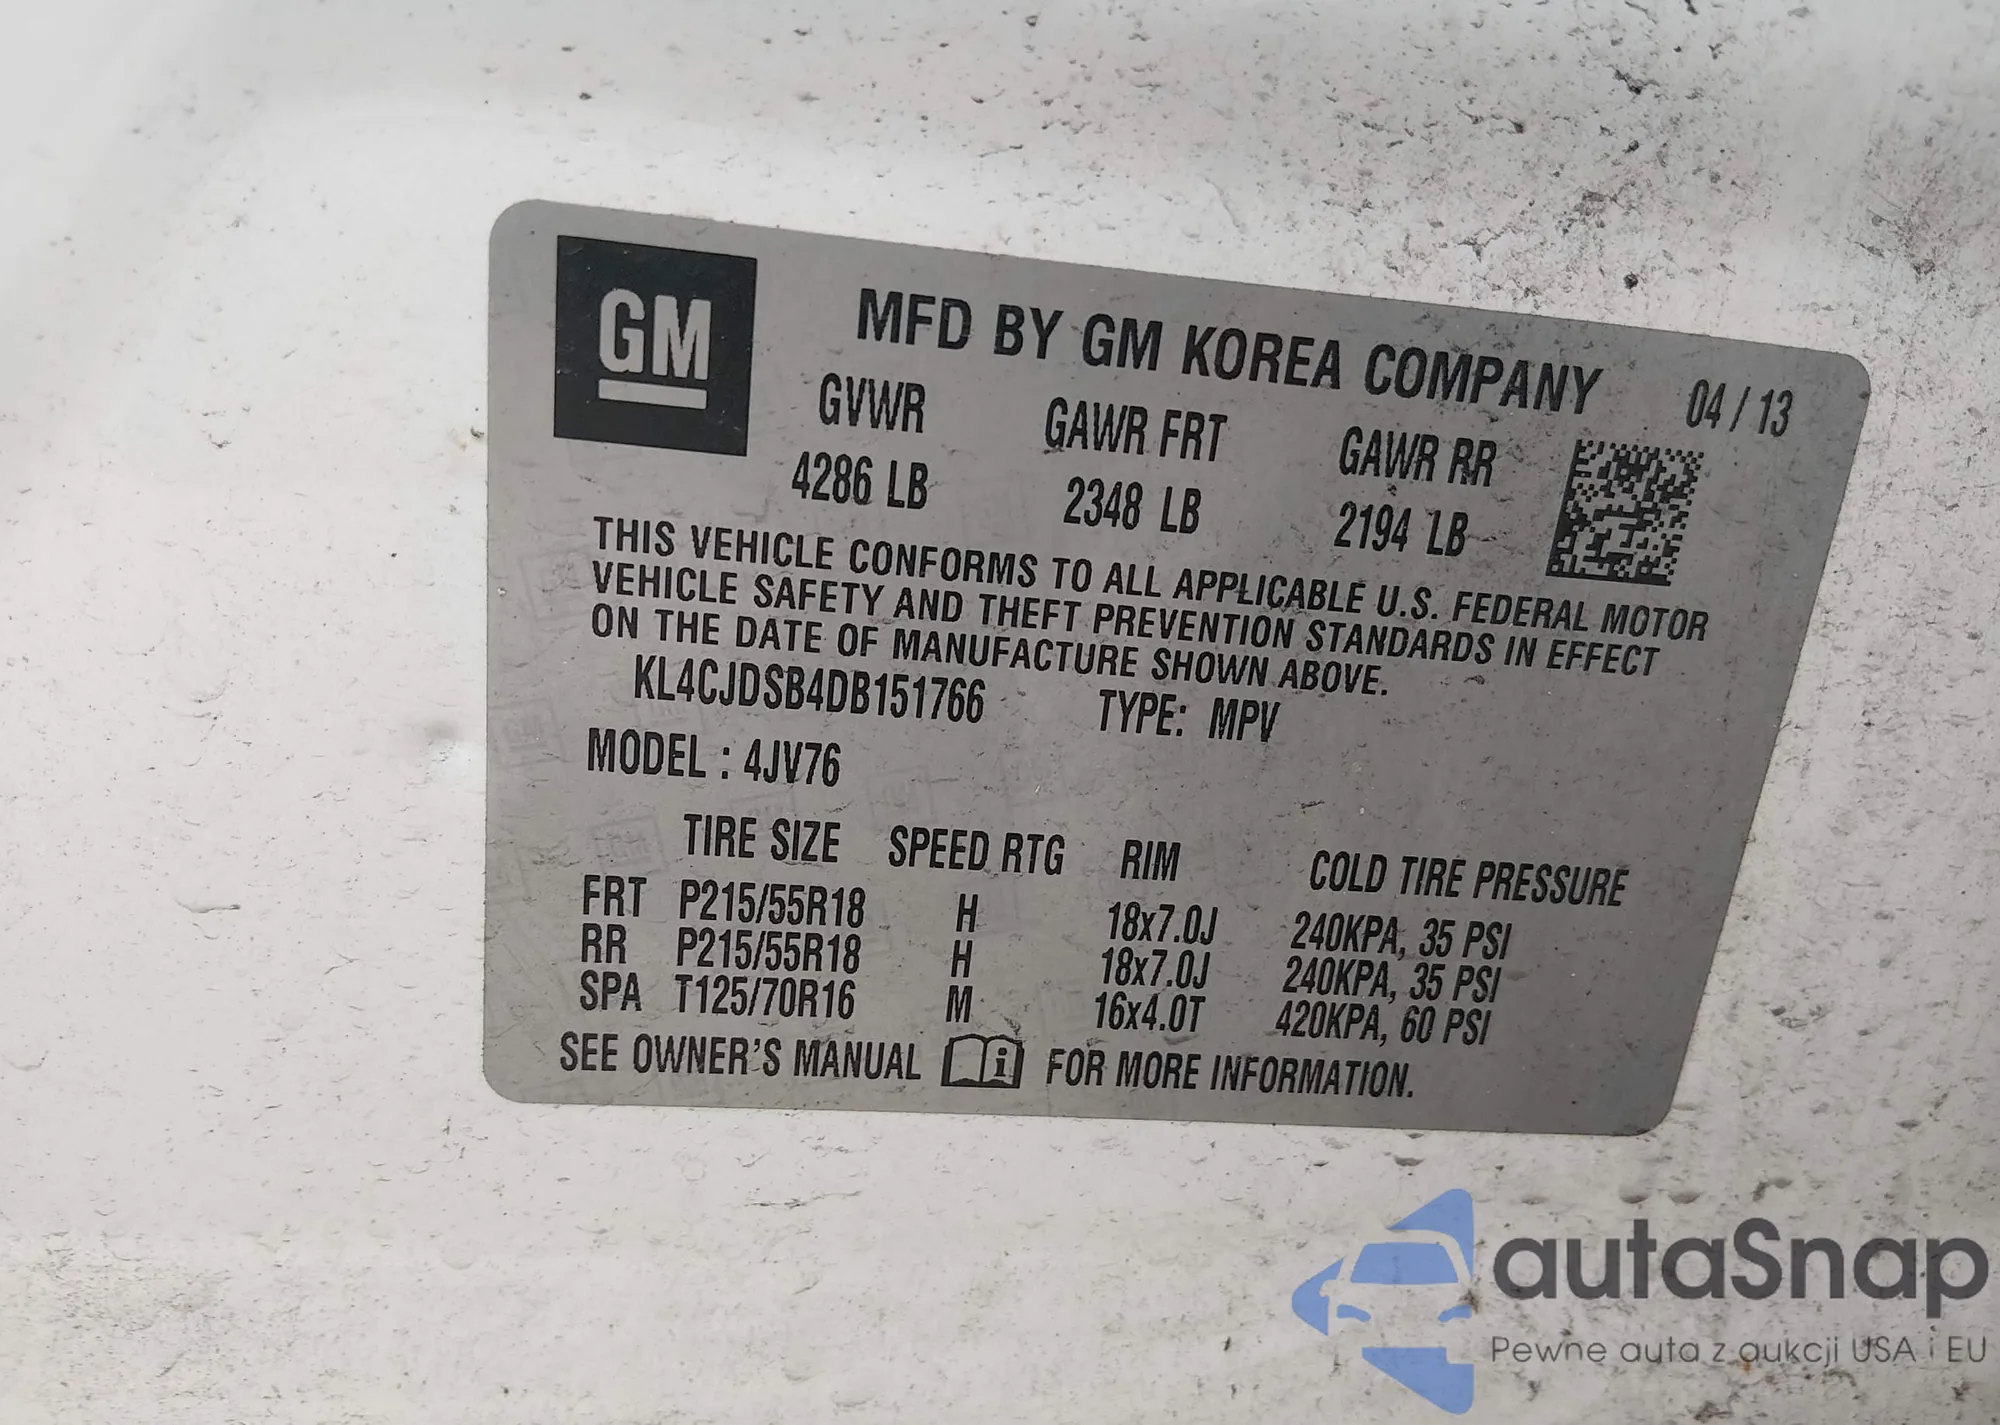 GM
MFD BY GM KOREA COMPANY 04 / 13
GVWR GAWR FRT GAWR RR
4286 LB 2348 LB 2194 LB
THIS VEHICLE CONFORMS TO ALL APPLICABLE U.S. FEDERAL MOTOR
VEHICLE SAFETY AND THEFT PREVENTION STANDARDS IN EFFECT
ON THE DATE OF MANUFACTURE SHOWN ABOVE.
KL4CJDSB4DB151766 TYPE: MPV
MODEL : 4JV76
TIRE SIZE SPEED RTG RIM COLD TIRE PRESSURE
FRT P215/55R18 H 18x7.0J 240KPA, 35 PSI
RR P215/55R18 H 18x7.0J 240KPA, 35 PSI
SPA T125/70R16 M 16x4.0T 420KPA, 60 PSI
SEE OWNER'S MANUAL i FOR MORE INFORMATION.
autaSnap
Pewne auta z aukcji USA i EU